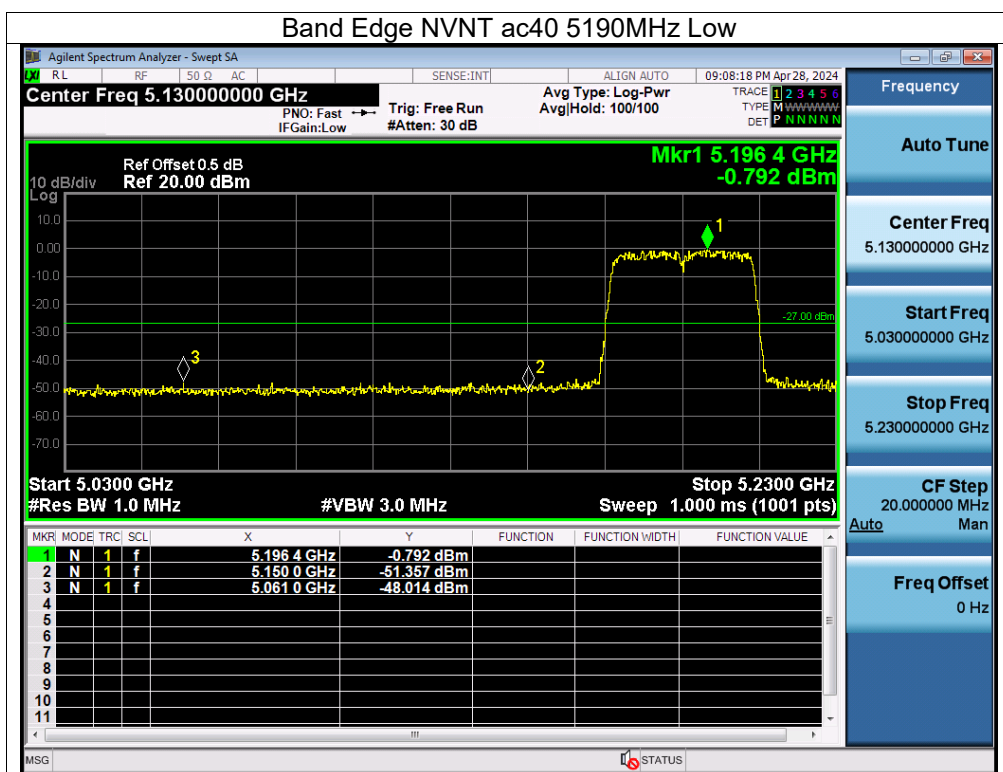 Band Edge NVNT ac40 5190MHz Low
Agilent Spectrum Analyzer - Swept SA
LXI RL RF 50 Ω AC SENSE:INT ALIGN AUTO 09:08:18 PM Apr 28, 2024
Center Freq 5.130000000 GHz
PNO: Fast
IFGain:Low
Trig: Free Run
#Atten: 30 dB
Avg Type: Log-Pwr
Avg|Hold: 100/100
TRACE 1 2 3 4 5 6
TYPE M WWWWW
DET P N N N N N
Frequency
Auto Tune
Center Freq
5.130000000 GHz
Start Freq
5.030000000 GHz
Stop Freq
5.230000000 GHz
CF Step
20.000000 MHz
Auto Man
Freq Offset
0 Hz
Mkr1 5.196 4 GHz
-0.792 dBm
Ref Offset 0.5 dB
10 dB/div Ref 20.00 dBm
Log
10.0
0.00
-10.0
-20.0
-30.0
-40.0
-50.0
-60.0
-70.0
1
-27.00 dBm
3
2
Start 5.0300 GHz Stop 5.2300 GHz
#Res BW 1.0 MHz #VBW 3.0 MHz Sweep 1.000 ms (1001 pts)
MKR MODE TRC SCL X Y FUNCTION FUNCTION WIDTH FUNCTION VALUE
1 N 1 f 5.196 4 GHz -0.792 dBm
2 N 1 f 5.150 0 GHz -51.357 dBm
3 N 1 f 5.061 0 GHz -48.014 dBm
4
5
6
7
8
9
10
11
MSG STATUS